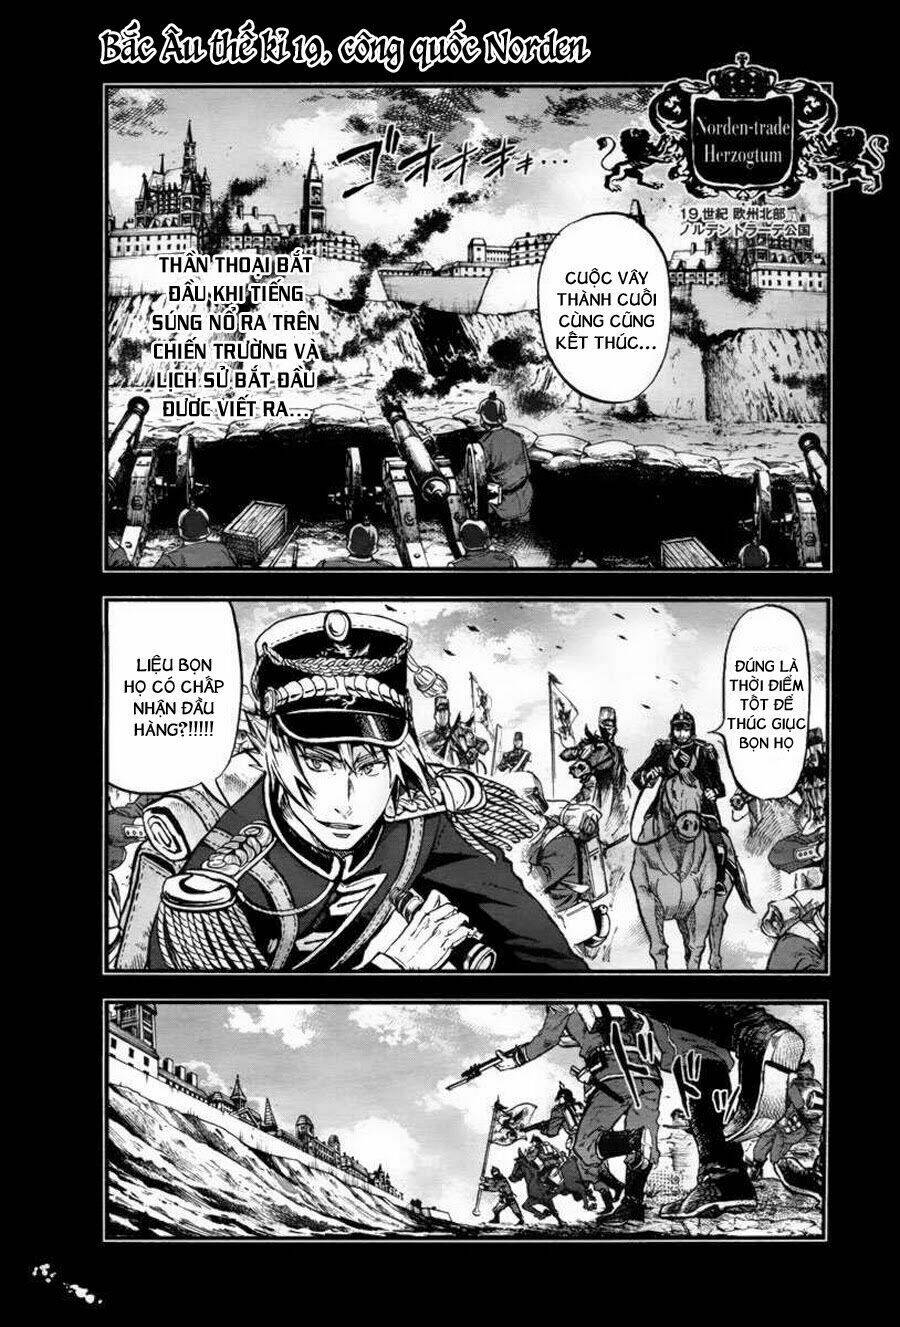 Bắc Âu thế kỉ 19, công quốc Norden
Norden-trade
Herzogtum
19世紀 欧州北部
ノルデントラーデ公国
ゴオオオォ…
THẦN THOẠI BẮT
ĐẦU KHI TIẾNG
SÚNG NỔ RA TRÊN
CHIẾN TRƯỜNG VÀ
LỊCH SỬ BẮT ĐẦU
ĐƯƠC VIẾT RA...
CUỘC VÂY
THÀNH CUỐI
CÙNG CŨNG
KẾT THÚC...
ĐÚNG LÀ
THỜI ĐIỂM
TỐT ĐỂ
THÚC GIỤC
BỌN HỌ
LIỆU BỌN
HỌ CÓ CHẤP
NHẬN ĐẦU
HÀNG?!!!!!